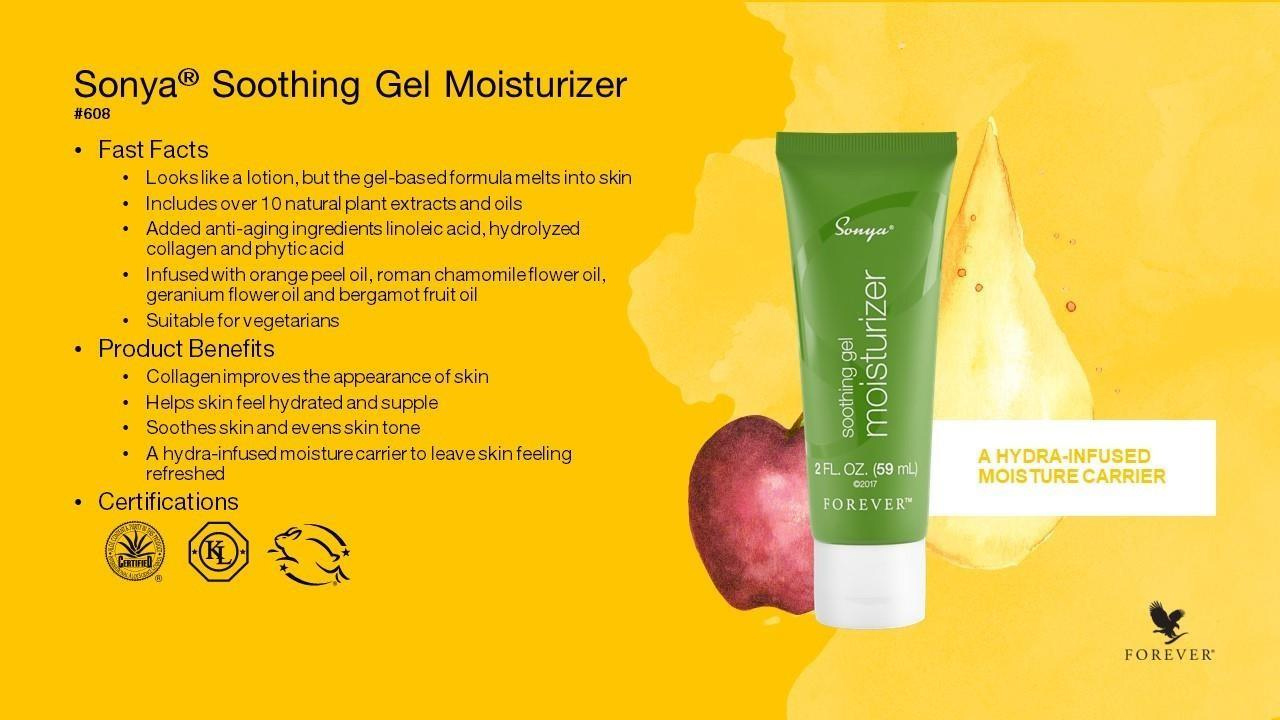 Sonya® Soothing Gel Moisturizer
#608
• Fast Facts
• Looks like a lotion, but the gel-based formula melts into skin
• Includes over 10 natural plant extracts and oils
• Added anti-aging ingredients linoleic acid, hydrolyzed
collagen and phytic acid
• Infused with orange peel oil, roman chamomile flower oil,
geranium flower oil and bergamot fruit oil
• Suitable for vegetarians
• Product Benefits
• Collagen improves the appearance of skin
• Helps skin feel hydrated and supple
• Soothes skin and evens skin tone
• A hydra-infused moisture carrier to leave skin feeling
refreshed
• Certifications
CERTIFIED
®
KL
Sonya®
soothing gel
moisturizer
2 FL. OZ. (59 mL)
©2017
FOREVER™
A HYDRA-INFUSED
MOISTURE CARRIER
FOREVER®